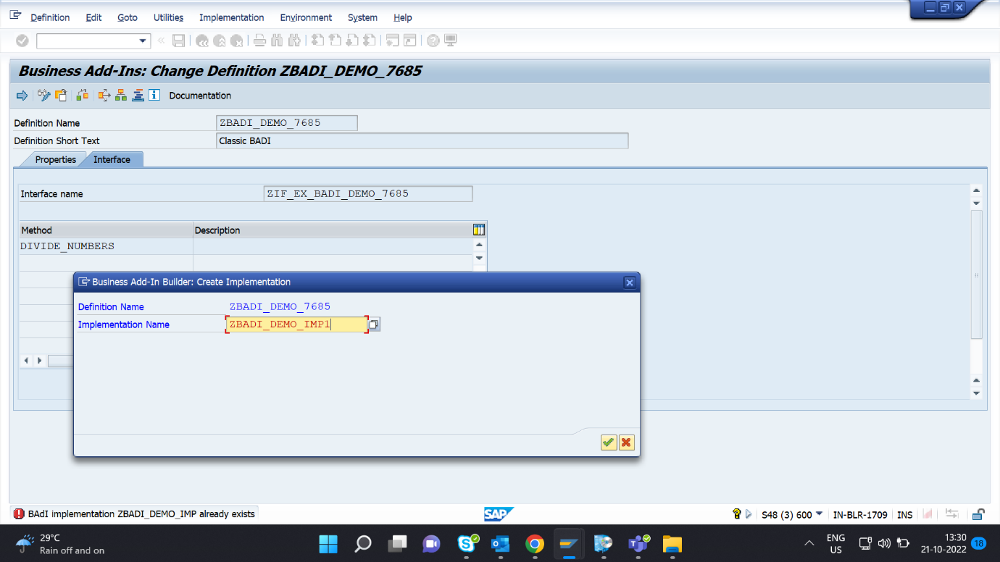 Definition Edit Goto Utilities Implementation Environment System Help
Business Add-Ins: Change Definition ZBADI_DEMO_7685
Documentation
Definition Name ZBADI_DEMO_7685
Definition Short Text Classic BADI
Properties Interface
Interface name ZIF_EX_BADI_DEMO_7685
Method Description
DIVIDE_NUMBERS
Business Add-In Builder: Create Implementation
Definition Name ZBADI_DEMO_7685
Implementation Name ZBADI_DEMO_IMP1
BAdI implementation ZBADI_DEMO_IMP already exists
SAP
S48 (3) 600 IN-BLR-1709 INS
29°C
Rain off and on
ENG
US
13:30
21-10-2022
18